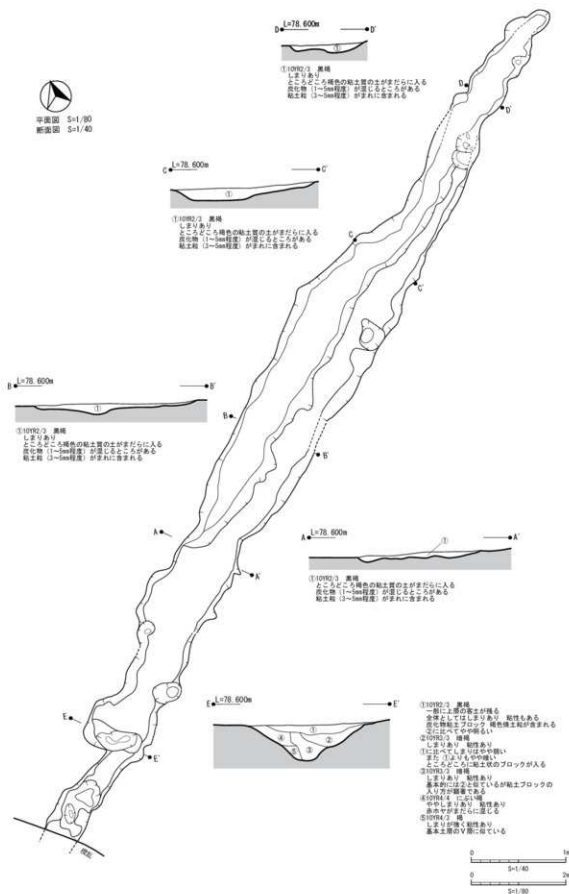 D L=78.600m D'
①
①10YR2/3 黒褐
しまりあり
ところどころ褐色の粘土質の土がまだらに入る
炭化物(1~5mm程度)が混じるところがある
粘土粒(3~5mm程度)がまれに含まれる
平面図 S=1/80
断面図 S=1/40
D
D'
C L=78.600m C'
①
①10YR2/3 黒褐
しまりあり
ところどころ褐色の粘土質の土がまだらに入る
炭化物(1~5mm程度)が混じるところがある
粘土粒(3~5mm程度)がまれに含まれる
C
C'
B L=78.600m B'
①
①10YR2/3 黒褐
しまりあり
ところどころ褐色の粘土質の土がまだらに入る
炭化物(1~5mm程度)が混じるところがある
粘土粒(3~5mm程度)がまれに含まれる
B
B'
A
A'
A L=78.600m A'
①
①10YR2/3 黒褐
ところどころ褐色の粘土質の土がまだらに入る
炭化物(1~5mm程度)が混じるところがある
粘土粒(3~5mm程度)がまれに含まれる
E
E'
E L=78.600m E'
①
②
④
⑤
③
①10YR2/3 黒褐
一部に上層の客土が残る
全体としてはしまりあり 粘性もある
炭化物粘土ブロック 褐色焼土粒が含まれる
②に比べてやや明るい
②10YR3/3 暗褐
しまりあり 粘性あり
①に比べてしまりはやや弱い
また ①よりもやや暗い
ところどころに粘土状のブロックが入る
③10YR3/3 暗褐
しまりあり 粘性あり
基本的には②と似ているが粘土ブロックの
入り方が顕著である
④10YR4/4 にぶい褐
ややしまりあり 粘性あり
赤ホヤがまだらに混じる
⑤10YR4/3 褐
しまりが強く粘性あり
基本土層のⅤ層に似ている
撹乱
0 1m
S=1/40
0 2m
S=1/80